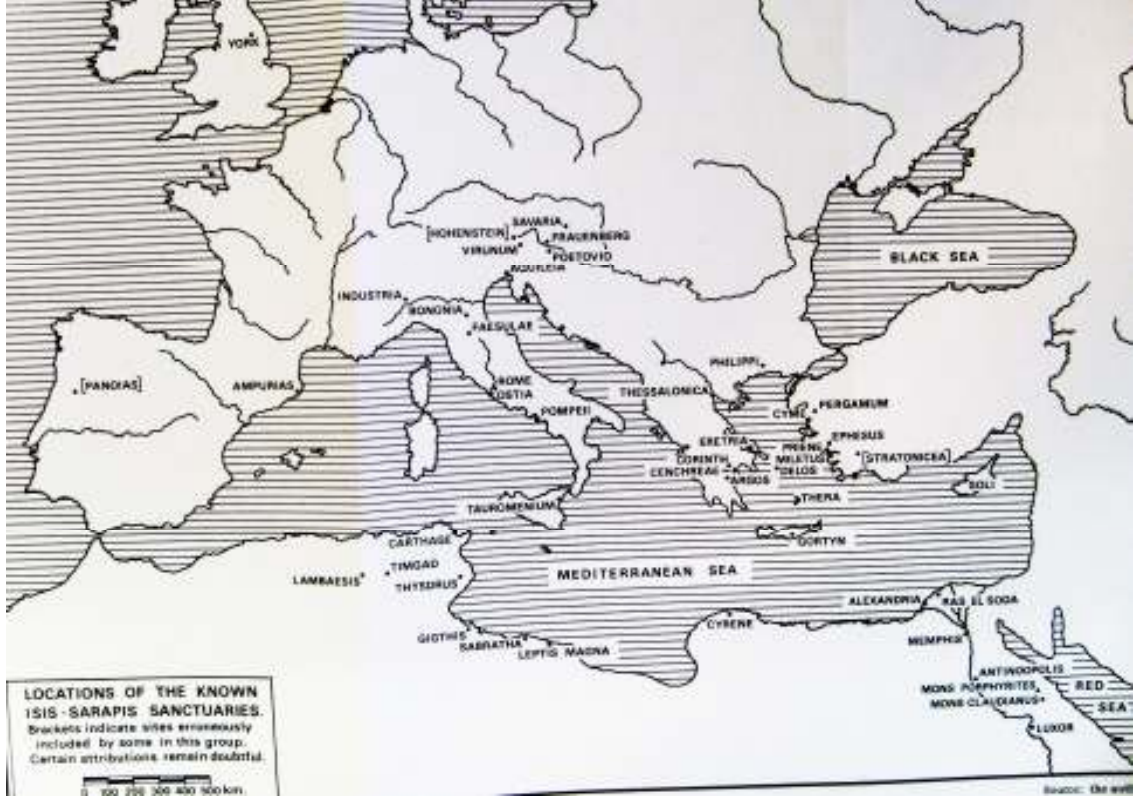 YORK
SAVARIA
[HOHENSTEIN]
FRAUENBERG
VIRUNUM
POETOVIO
AQUILEIA
BLACK SEA
INDUSTRIA
BONONIA
FAESULAE
[PANOIAS]
AMPURIAS
ROME
OSTIA
POMPEII
PHILIPPI
THESSALONICA
CYME
PERGAMUM
ERETRIA
EPHESUS
PRIENE
CORINTH
MILETUS
[STRATONICEA]
CENCHREAE
DELOS
ARGOS
THERA
SOLI
TAUROMENIUM
GORTYN
CARTHAGE
TIMGAD
LAMBAESIS
THYSDRUS
MEDITERRANEAN SEA
ALEXANDRIA
RAS EL SODA
CYRENE
GIGTHIS
SABRATHA
LEPTIS MAGNA
MEMPHIS
ANTINOOPOLIS
MONS PORPHYRITES
RED
MONS CLAUDIANUS
SEA
LUXOR
LOCATIONS OF THE KNOWN
ISIS-SARAPIS SANCTUARIES.
Brackets indicate sites erroneously
included by some in this group.
Certain attributions remain doubtful.
0 100 200 300 400 500 km.
Source: the